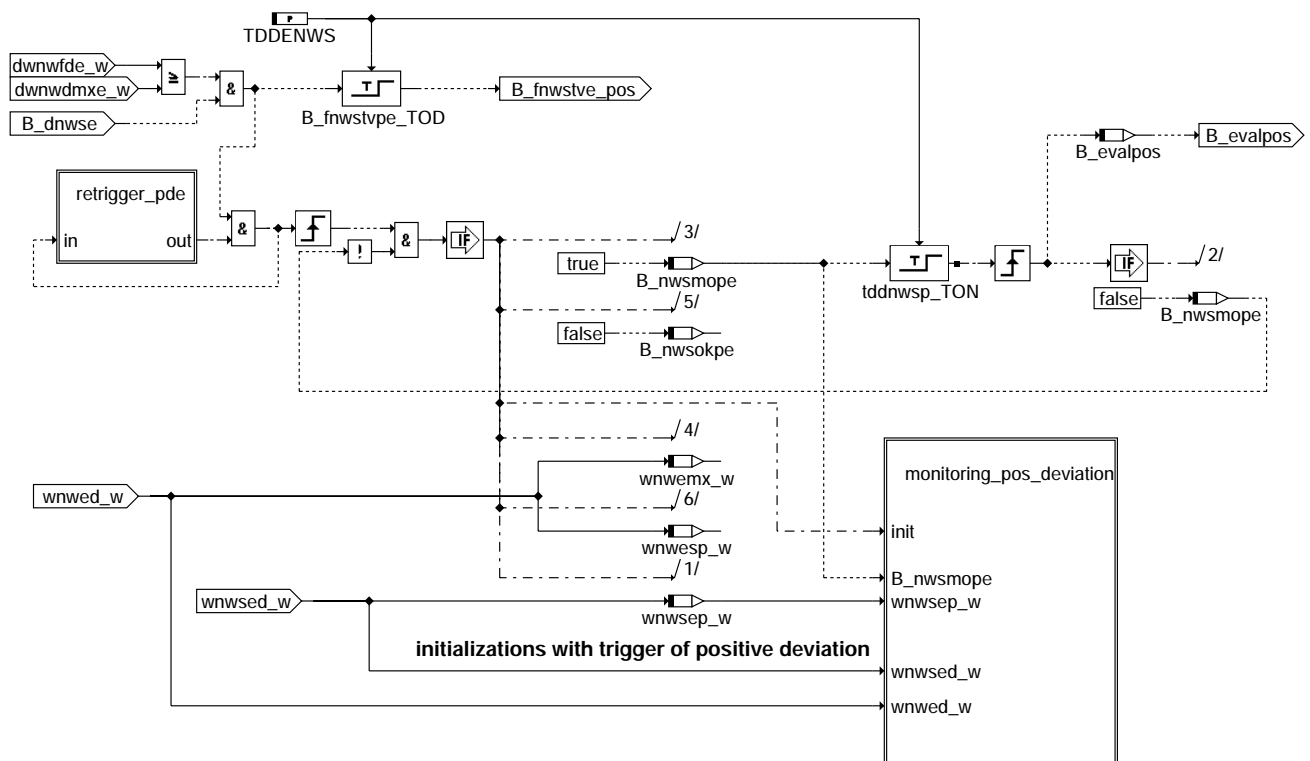 P
TDDENWS
dwnwfde_w
dwnwdmxe_w
≥
&
B_dnwse
T
B_fnwstvpe_TOD
B_fnwstve_pos
B_evalpos
B_evalpos
retrigger_pde
in
out
&
!
&
IF
3/
true
B_nwsmope
5/
false
B_nwsokpe
T
tddnwsp_TON
IF
2/
false
B_nwsmope
4/
wnwemx_w
6/
wnwesp_w
1/
wnwsep_w
wnwed_w
wnwsed_w
initializations with trigger of positive deviation
monitoring_pos_deviation
init
B_nwsmope
wnwsep_w
wnwsed_w
wnwed_w